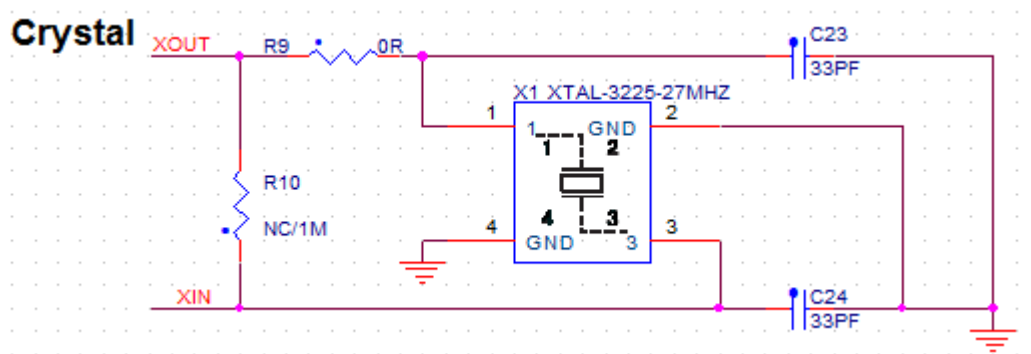 Crystal
XOUT
R9
0R
C23
33PF
X1 XTAL-3225-27MHZ
1
2
1
GND
1
2
R10
NC/1M
4
3
4
GND
3
3
XIN
C24
33PF